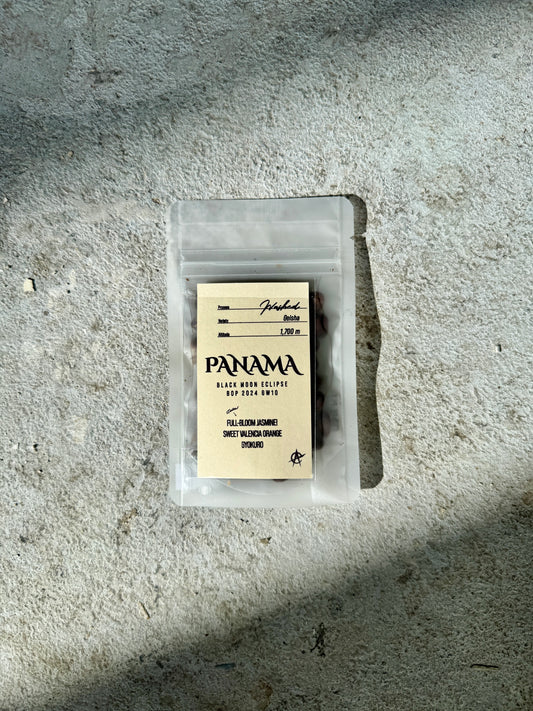 Process Washed
Variety Geisha
Altitude 1,700 m
PANAMA
BLACK MOON ECLIPSE
BOP 2024 GW10
FULL-BLOOM JASMINE!
SWEET VALENCIA ORANGE
GYOKURO